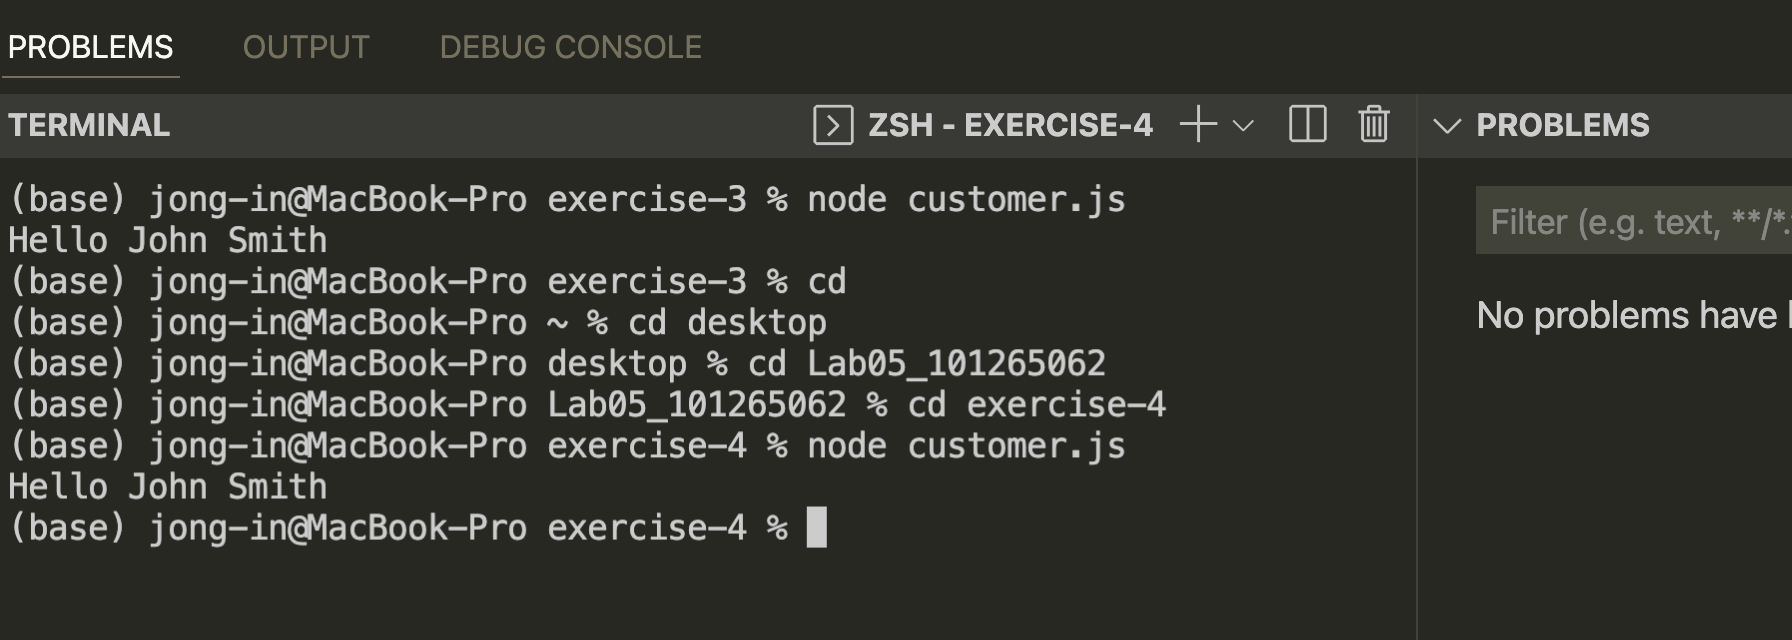 PROBLEMS OUTPUT DEBUG CONSOLE
TERMINAL ZSH - EXERCISE-4 PROBLEMS
(base) jong-in@MacBook-Pro exercise-3 % node customer.js
Hello John Smith
(base) jong-in@MacBook-Pro exercise-3 % cd
(base) jong-in@MacBook-Pro ~ % cd desktop
(base) jong-in@MacBook-Pro desktop % cd Lab05_101265062
(base) jong-in@MacBook-Pro Lab05_101265062 % cd exercise-4
(base) jong-in@MacBook-Pro exercise-4 % node customer.js
Hello John Smith
(base) jong-in@MacBook-Pro exercise-4 %
Filter (e.g. text, **/*.
No problems have